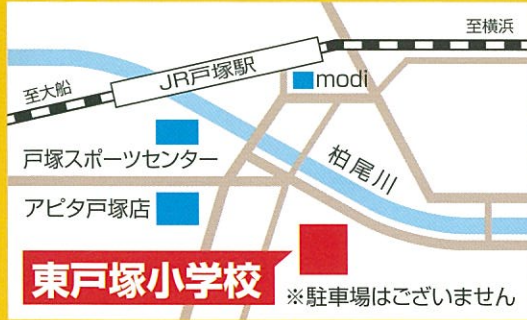 至横浜
JR戸塚駅
modi
至大船
戸塚スポーツセンター
柏尾川
アピタ戸塚店
東戸塚小学校
※駐車場はございません